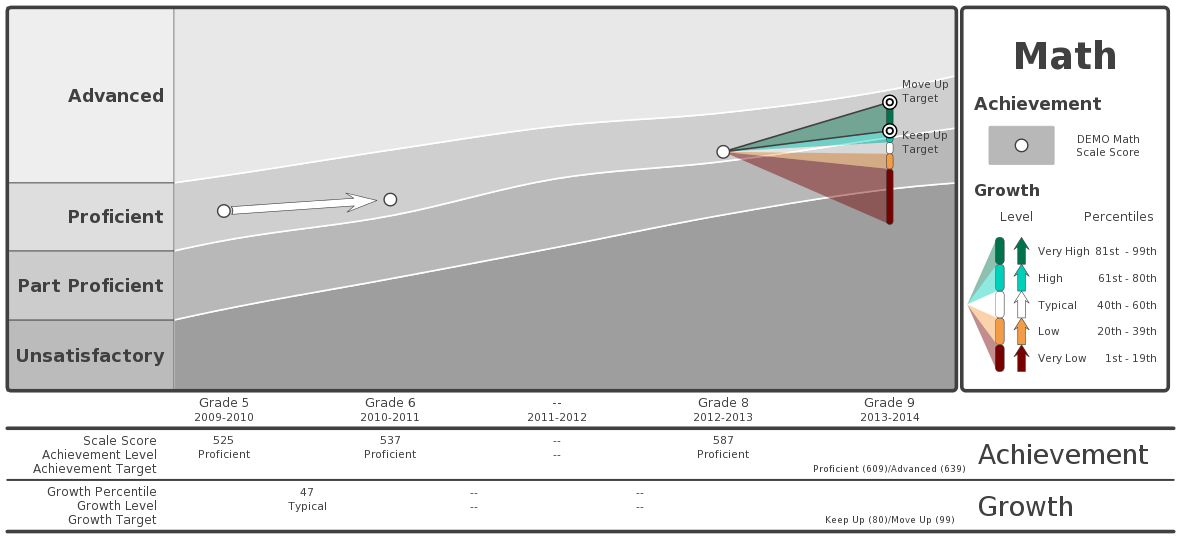 Advanced
Proficient
Part Proficient
Unsatisfactory
Move Up
Target
Keep Up
Target
Math
Achievement
DEMO Math
Scale Score
Growth
Level Percentiles
Very High 81st - 99th
High 61st - 80th
Typical 40th - 60th
Low 20th - 39th
Very Low 1st - 19th
Grade 5 Grade 6 -- Grade 8 Grade 9
2009-2010 2010-2011 2011-2012 2012-2013 2013-2014
Scale Score 525 537 -- 587
Achievement Level Proficient Proficient -- Proficient
Achievement Target Proficient (609)/Advanced (639)
Achievement
Growth Percentile 47 -- --
Growth Level Typical -- --
Growth Target Keep Up (80)/Move Up (99)
Growth